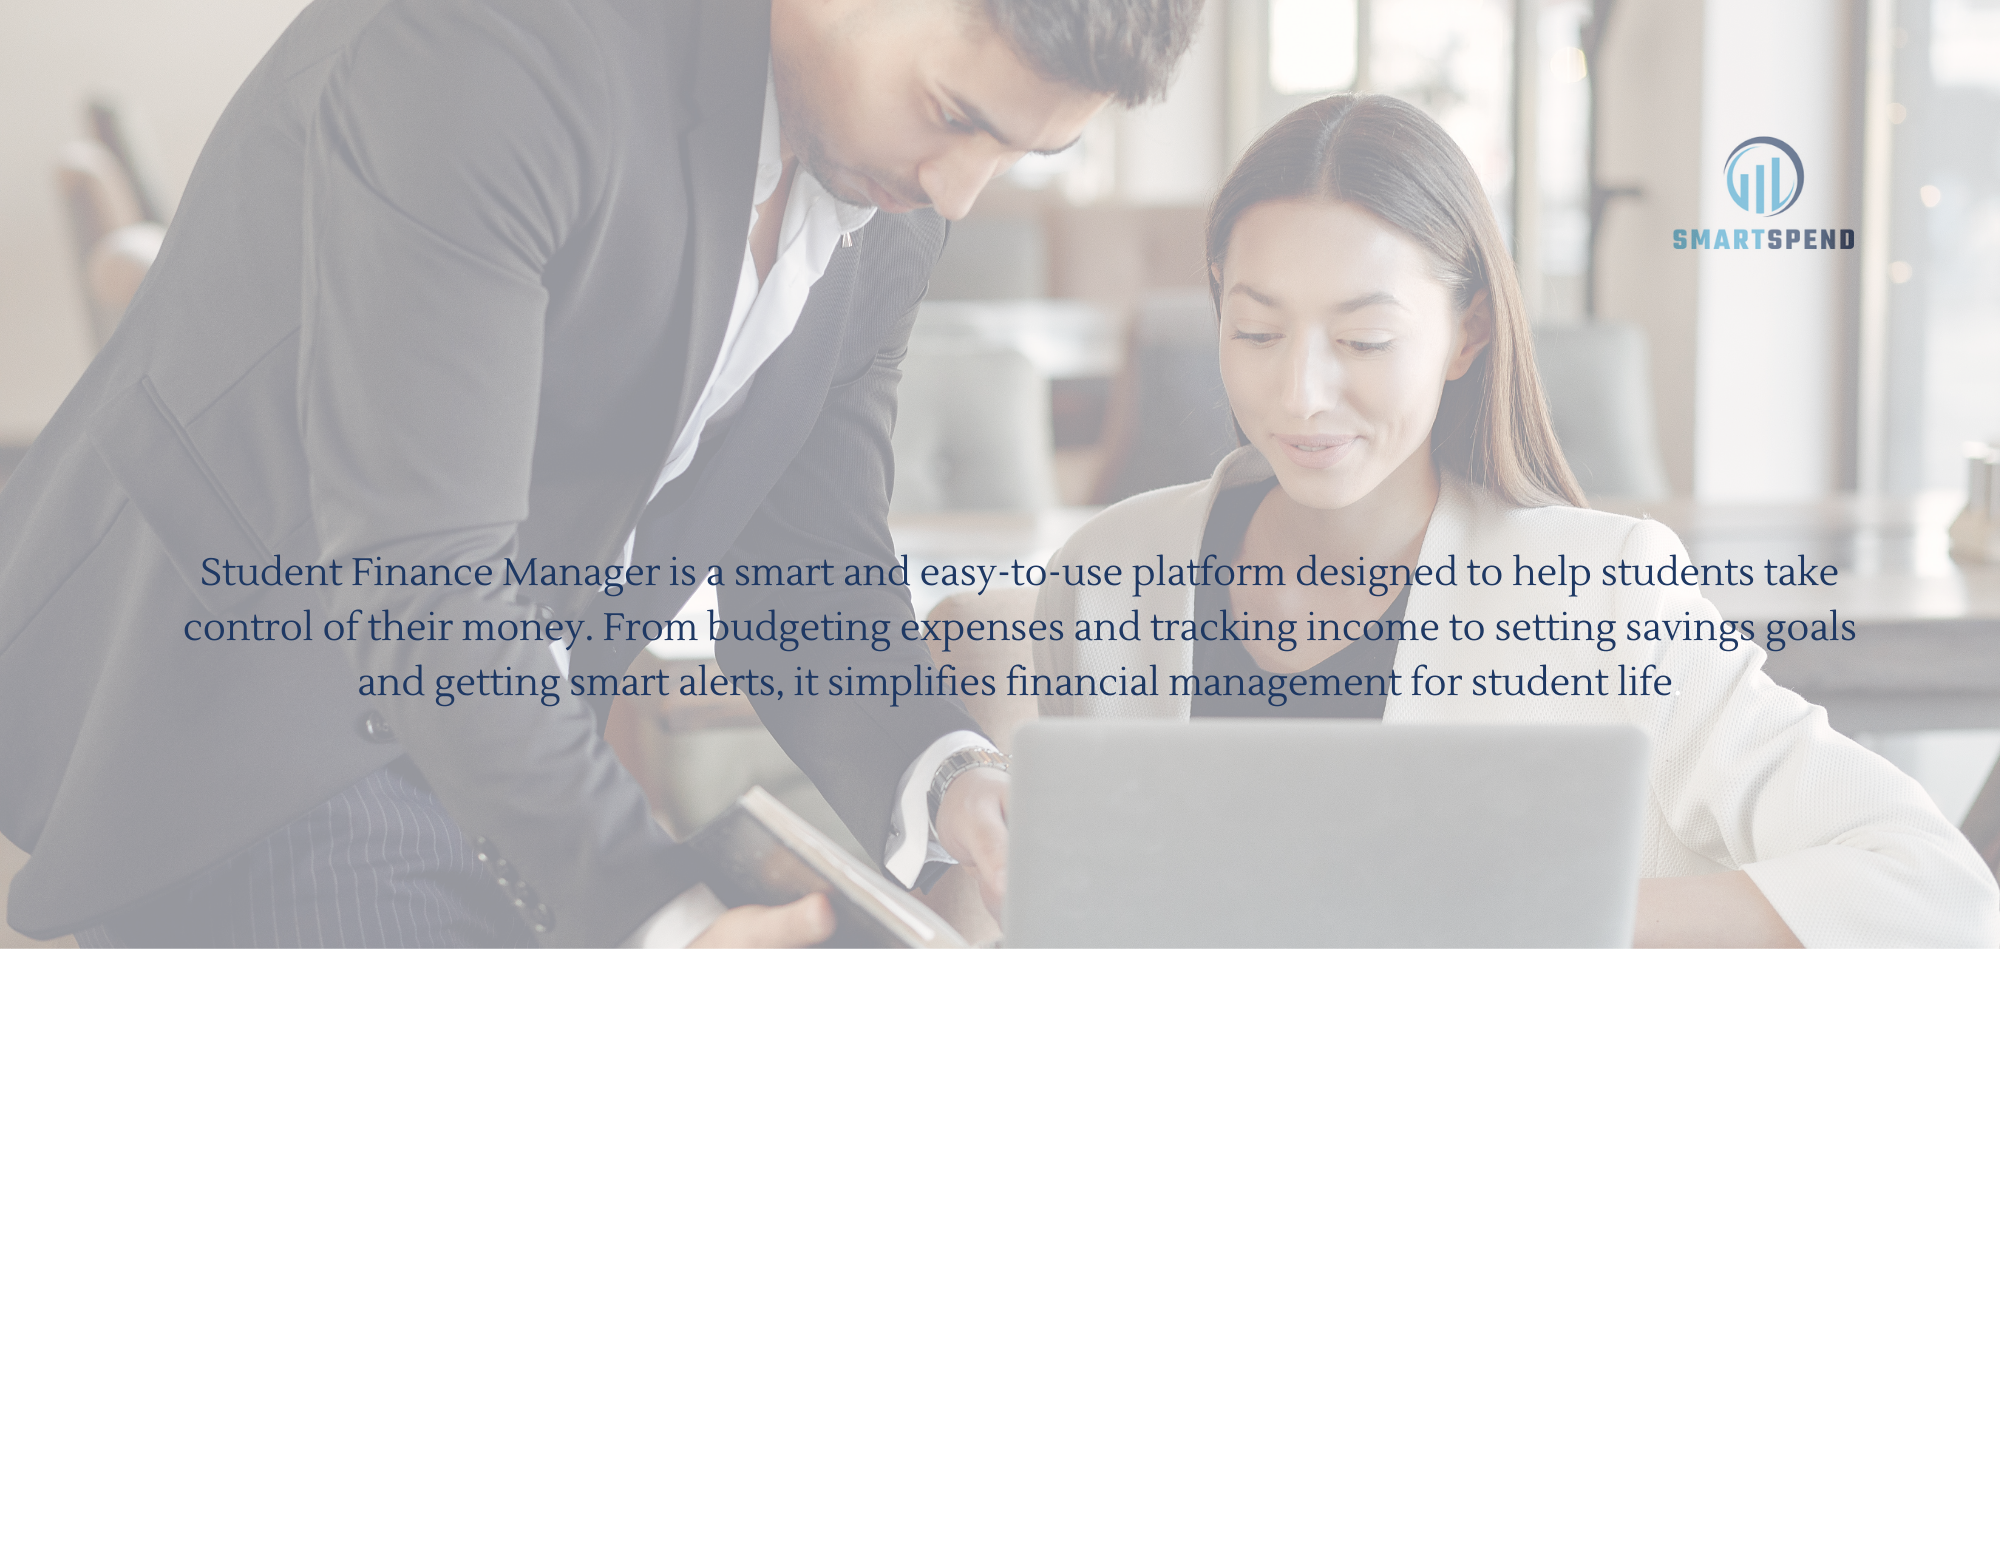 SMARTSPEND
Student Finance Manager is a smart and easy-to-use platform designed to help students take
control of their money. From budgeting expenses and tracking income to setting savings goals
and getting smart alerts, it simplifies financial management for student life.